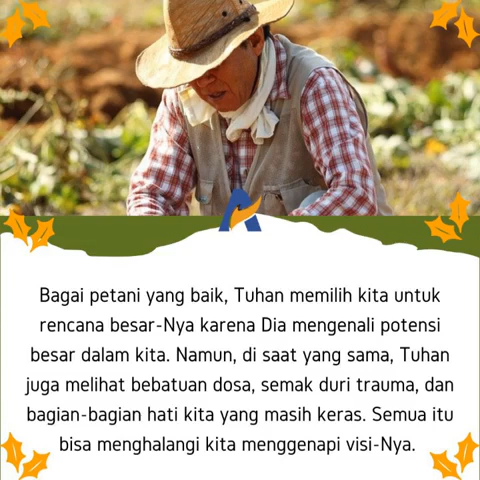 Bagai petani yang baik, Tuhan memilih kita untuk
rencana besar-Nya karena Dia mengenali potensi
besar dalam kita. Namun, di saat yang sama, Tuhan
juga melihat bebatuan dosa, semak duri trauma, dan
bagian-bagian hati kita yang masih keras. Semua itu
bisa menghalangi kita menggenapi visi-Nya.